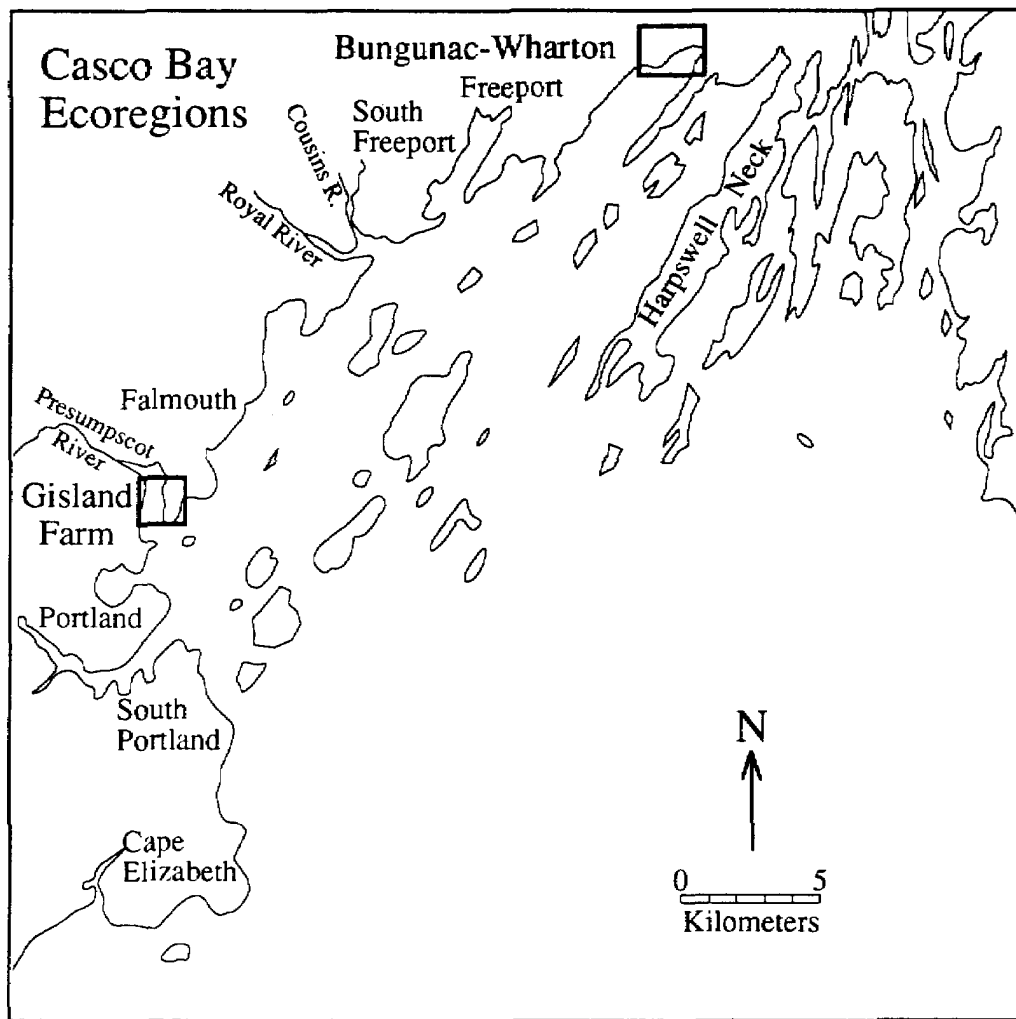 Casco Bay
Ecoregions
Bungunac-Wharton
Freeport
South
Freeport
Cousins R.
Royal River
Harpswell Neck
Falmouth
Presumpscot
River
Gisland
Farm
Portland
South
Portland
N
Cape
Elizabeth
0 5
Kilometers